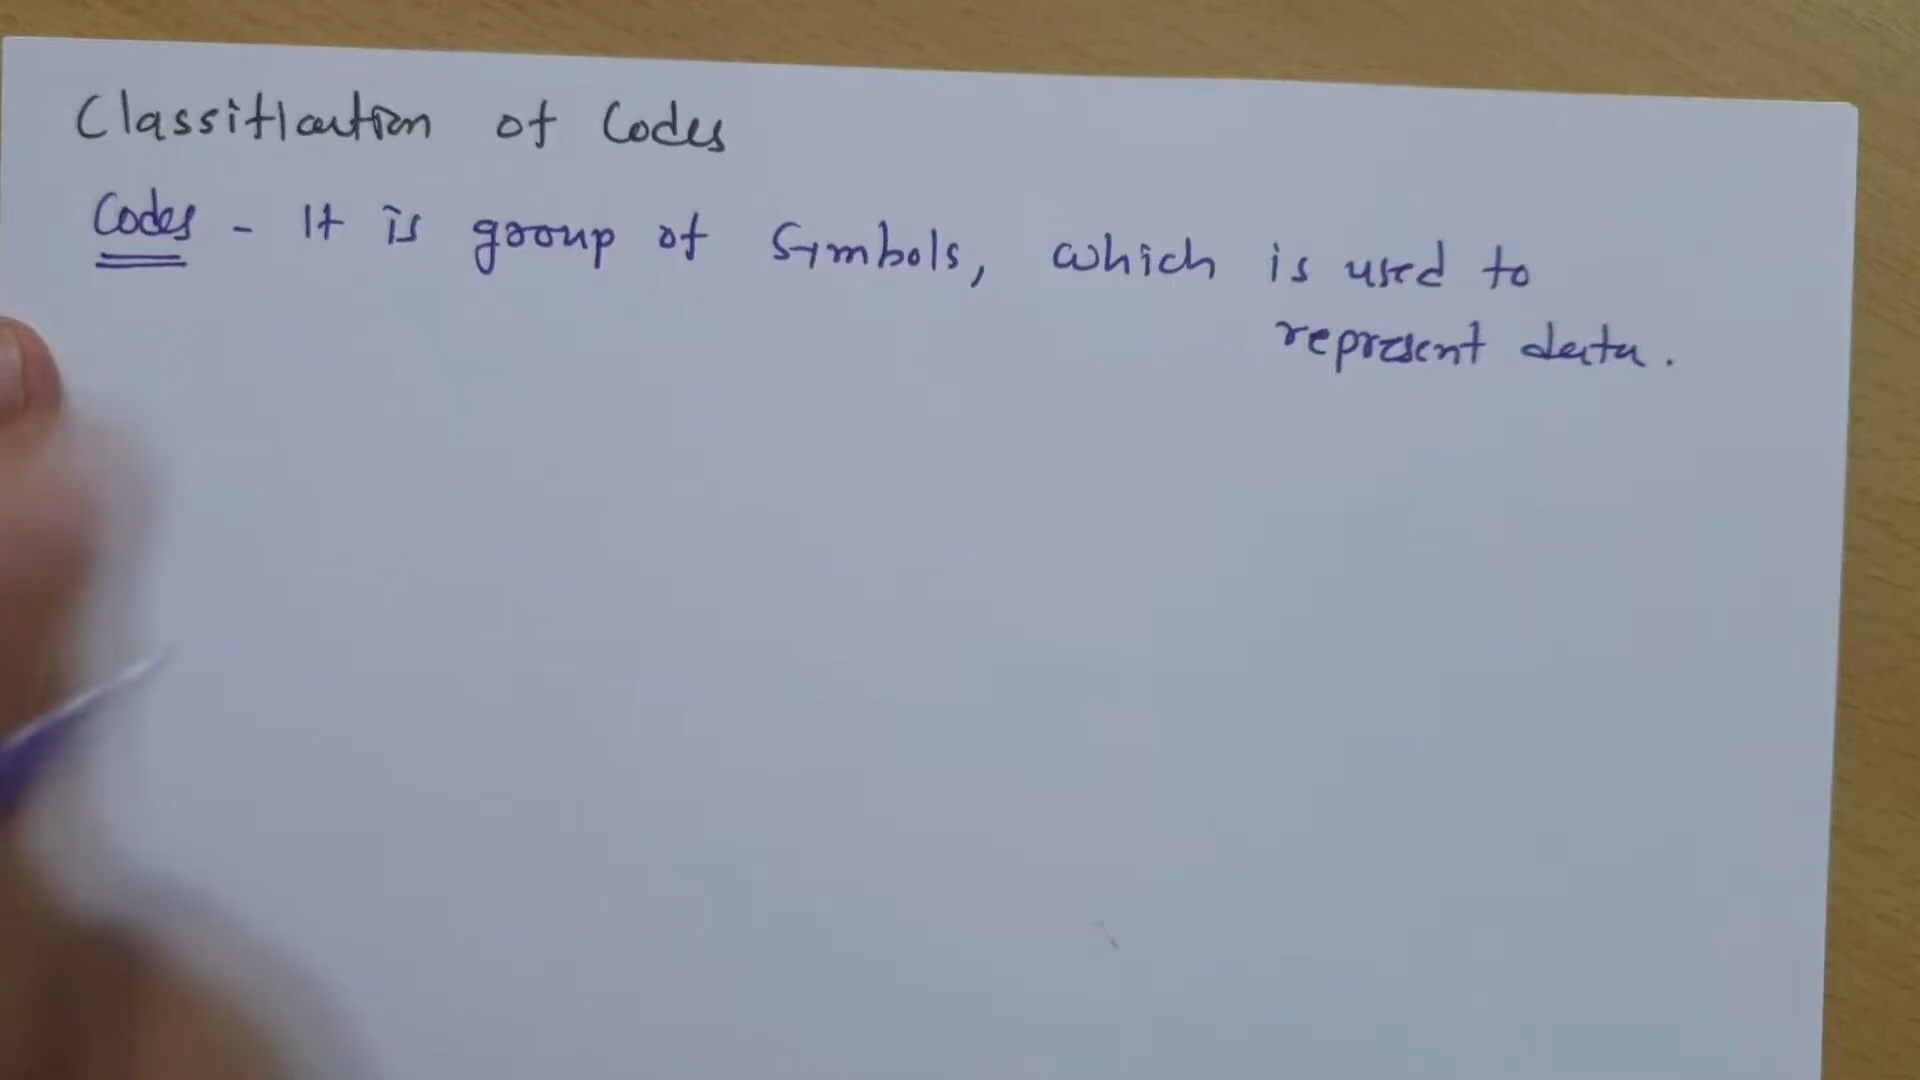 Classification of Codes
Codes - It is group of Symbols, which is used to
represent data.